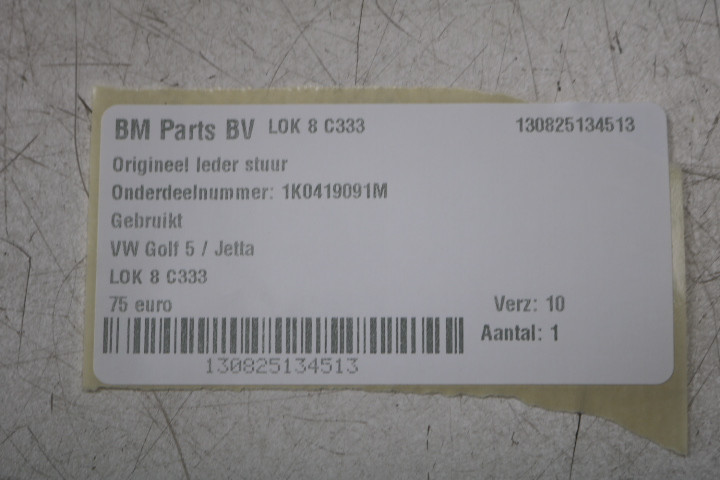 BM Parts BV LOK 8 C333 130825134513
Origineel leder stuur
Onderdeelnummer: 1K0419091M
Gebruikt
VW Golf 5 / Jetta
LOK 8 C333
75 euro Verz: 10
Aantal: 1
130825134513